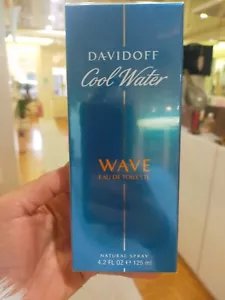 DAVIDOFF
Cool Water
WAVE
EAU DE TOILETTE
NATURAL SPRAY
4.2 FL OZ e 125 ml